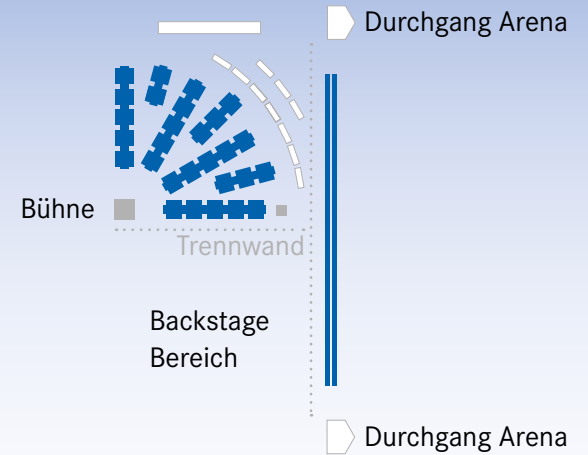 Durchgang Arena
Bühne
Trennwand
Backstage
Bereich
Durchgang Arena